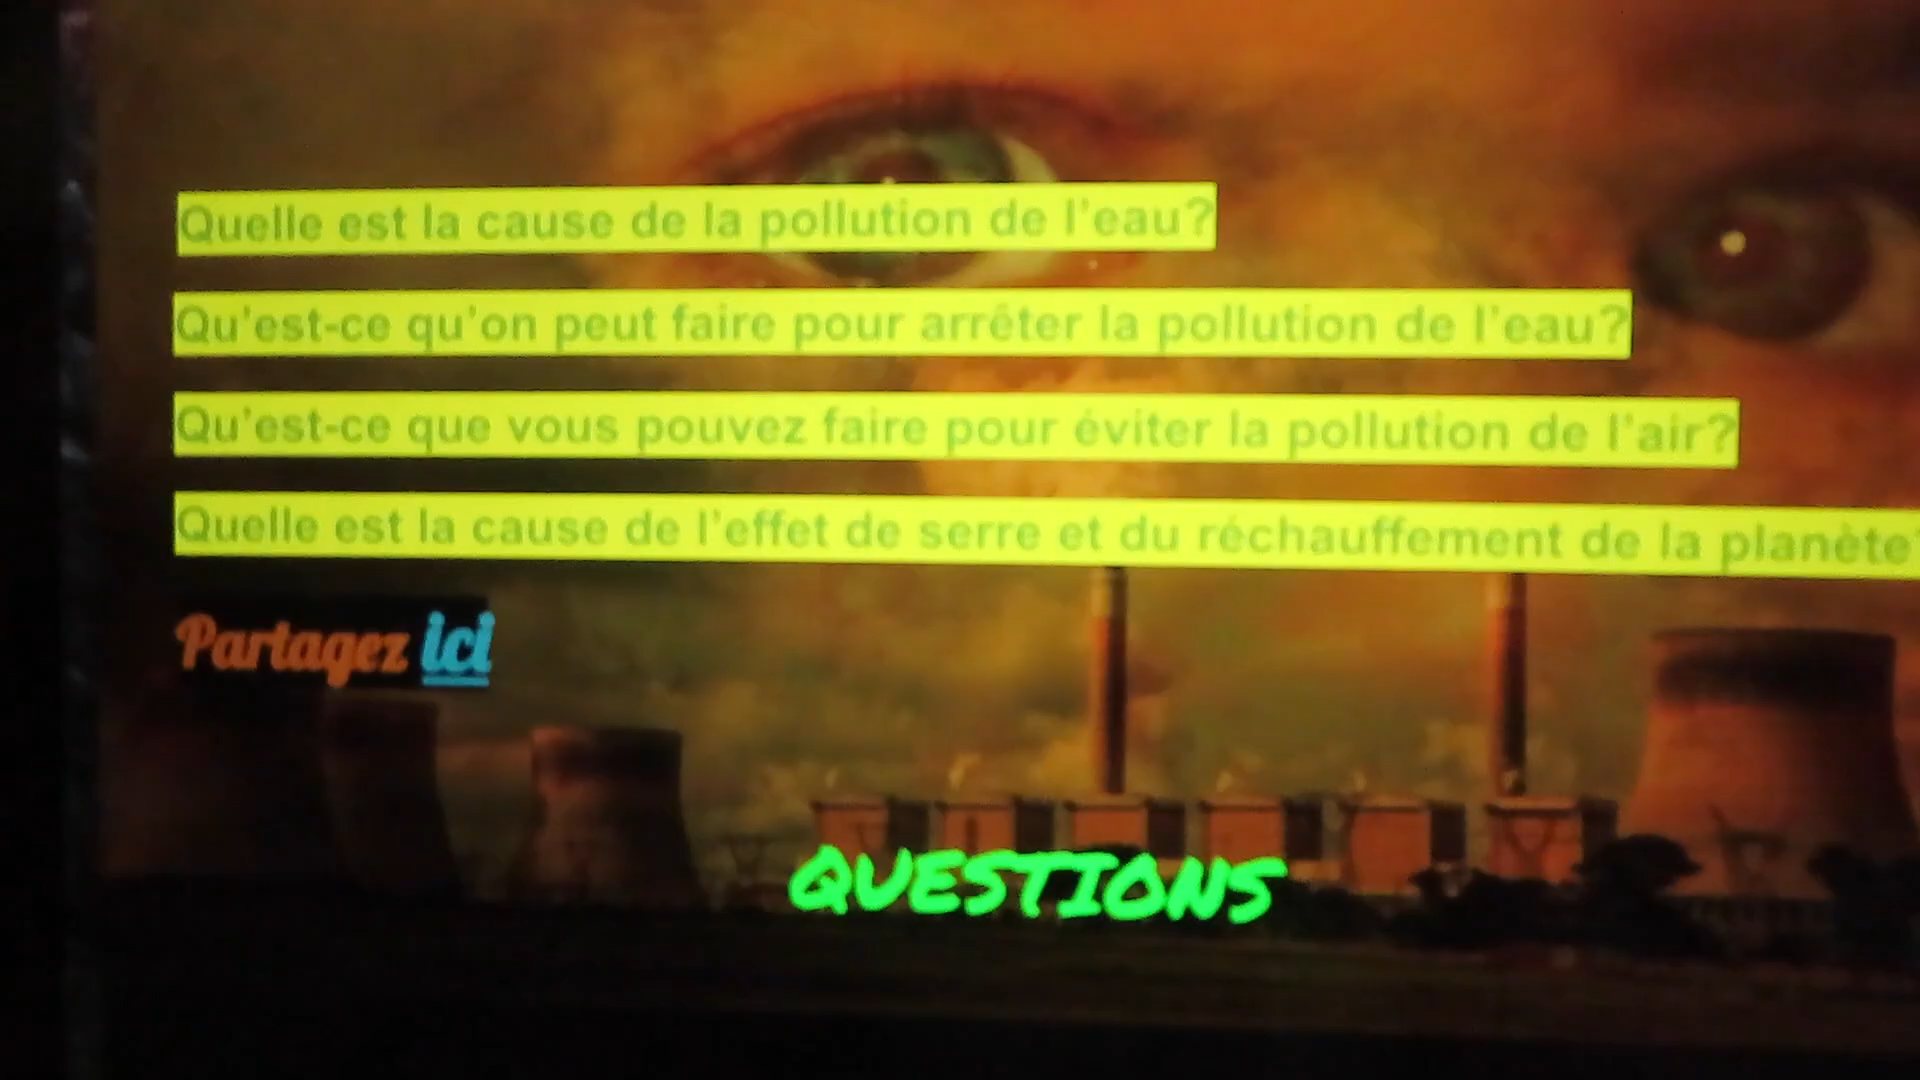 Quelle est la cause de la pollution de l'eau?
Qu'est-ce qu'on peut faire pour arrêter la pollution de l'eau?
Qu'est-ce que vous pouvez faire pour éviter la pollution de l'air?
Quelle est la cause de l'effet de serre et du réchauffement de la planète?
Partagez ici
QUESTIONS